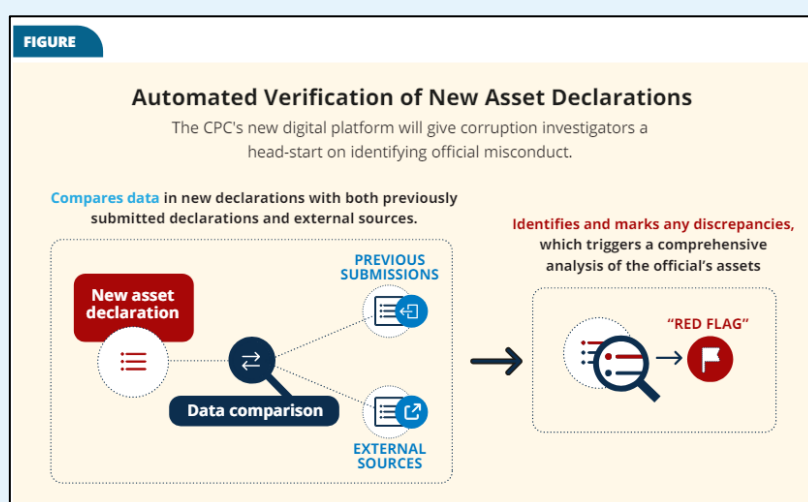 FIGURE
Automated Verification of New Asset Declarations
The CPC's new digital platform will give corruption investigators a
head-start on identifying official misconduct.
Compares data in new declarations with both previously
submitted declarations and external sources.
New asset
declaration
Data comparison
PREVIOUS
SUBMISSIONS
EXTERNAL
SOURCES
Identifies and marks any discrepancies,
which triggers a comprehensive
analysis of the official’s assets
“RED FLAG”